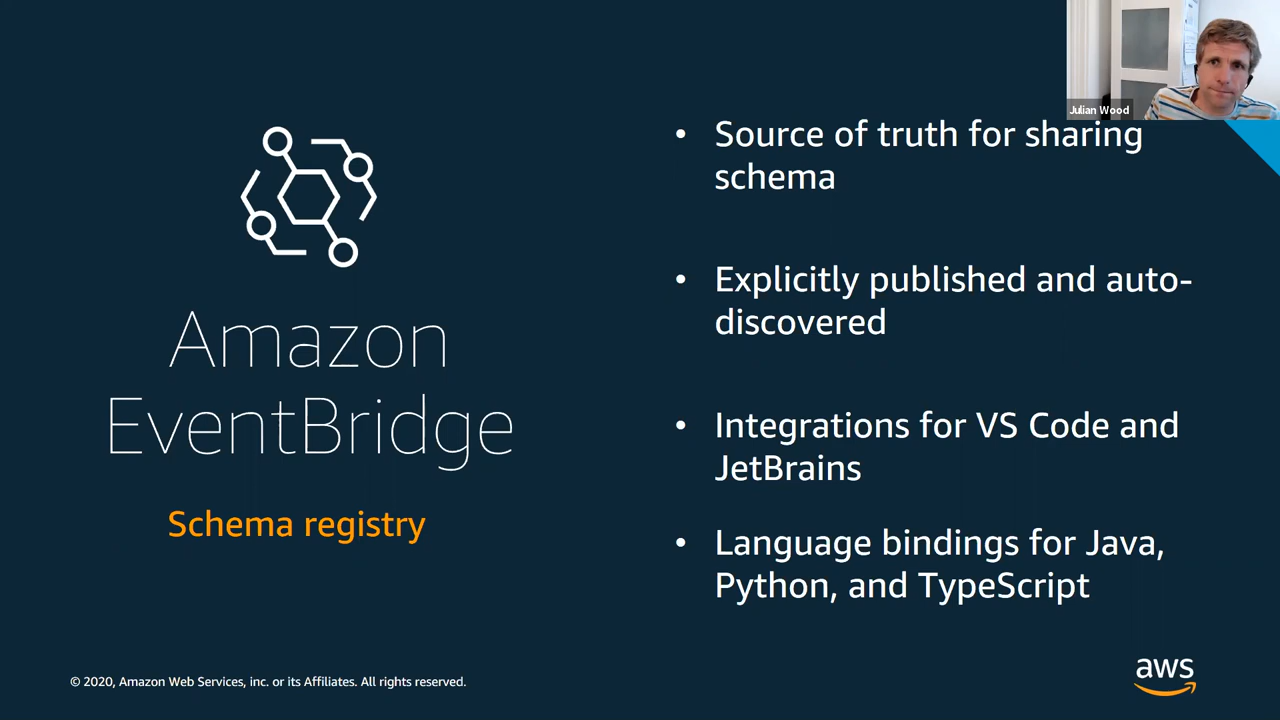 Julian Wood
Amazon
EventBridge
Schema registry
• Source of truth for sharing
schema
• Explicitly published and auto-
discovered
• Integrations for VS Code and
JetBrains
• Language bindings for Java,
Python, and TypeScript
© 2020, Amazon Web Services, inc. or its Affiliates. All rights reserved.
aws